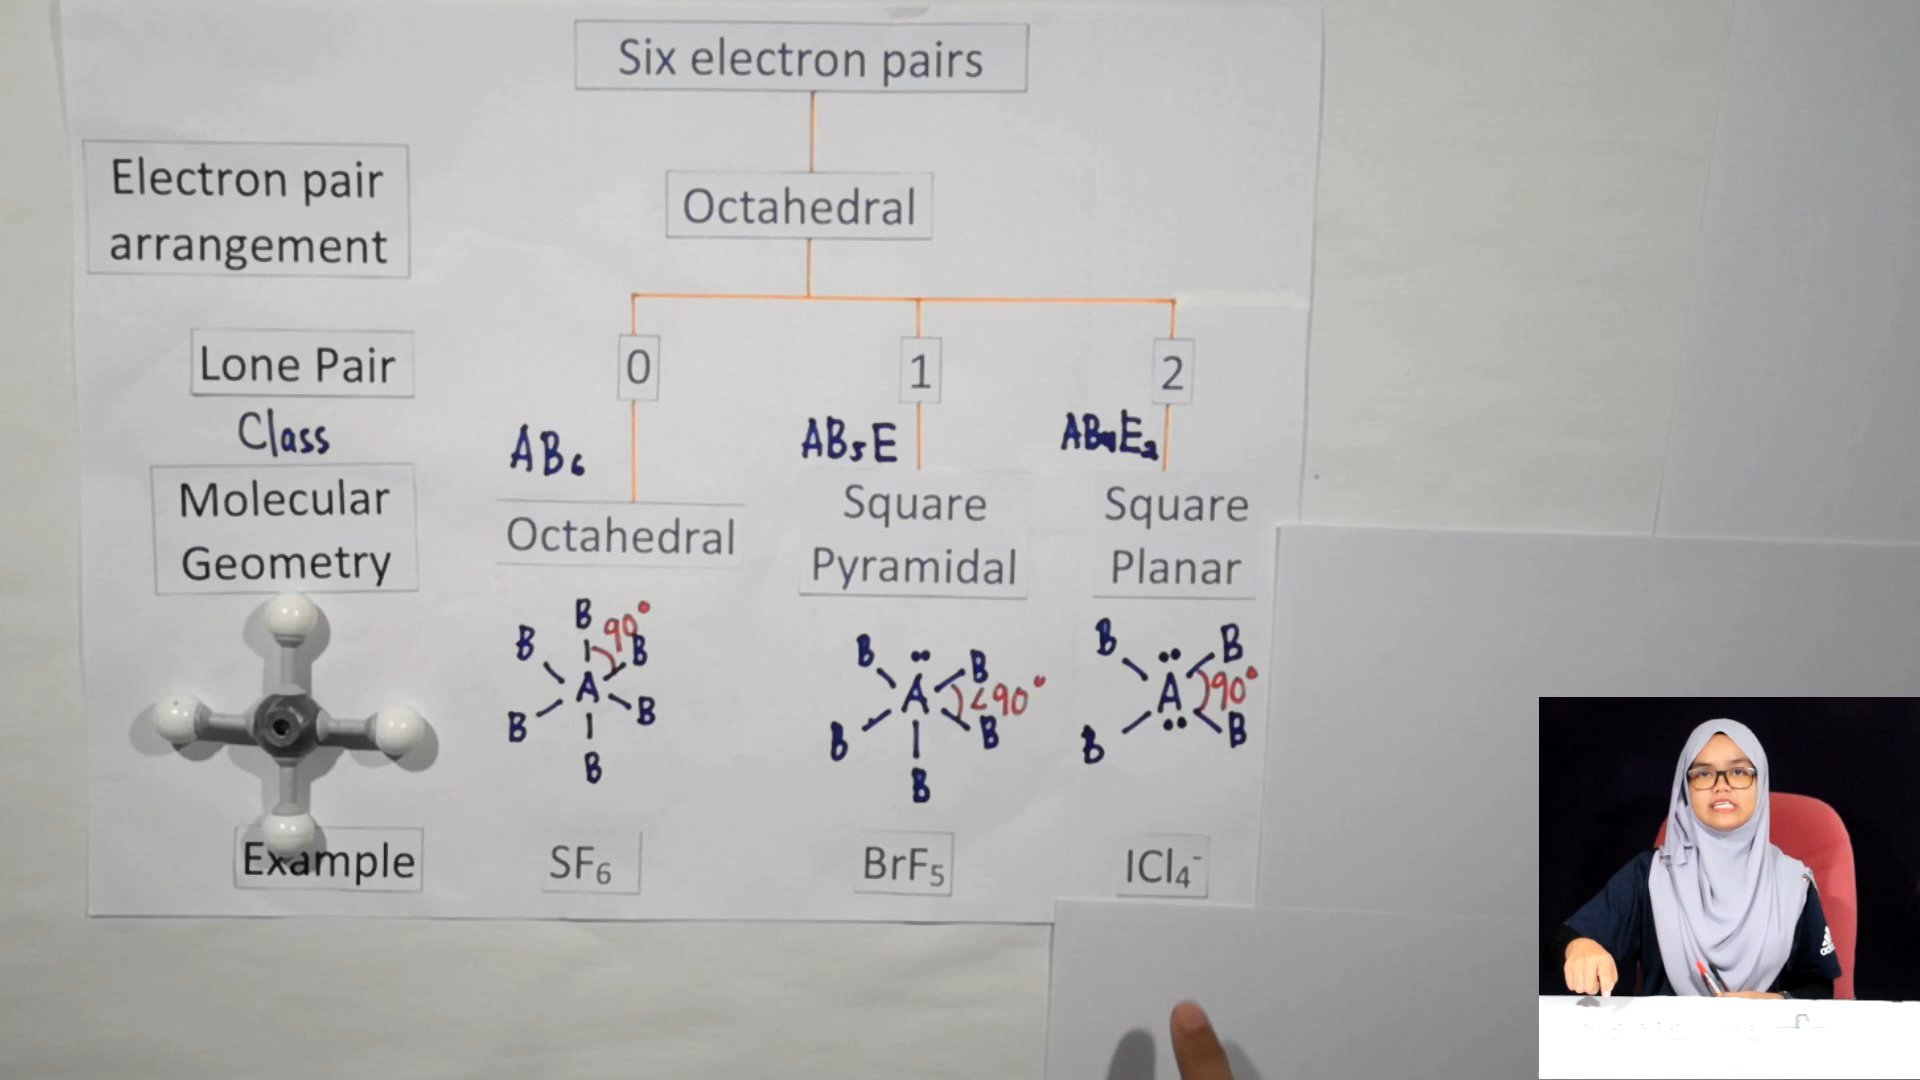 Six electron pairs
Electron pair
arrangement
Octahedral
Lone Pair
0
1
2
Class
AB₆
AB₅E
AB₄E₂
Molecular
Geometry
Octahedral
Square
Pyramidal
Square
Planar
B
B
90°
B
A
B
B
B
B
••
B
A
<90°
B
B
B
B
••
B
A
90°
B
••
B
Example
SF₆
BrF₅
ICl₄⁻